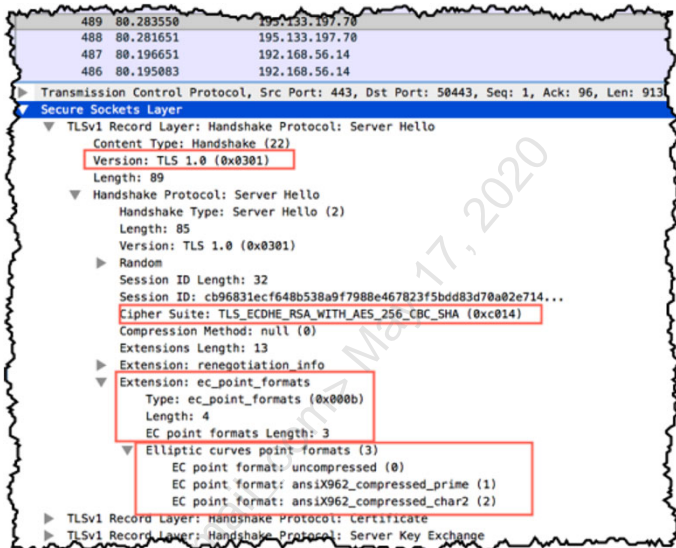 489 80.283550 195.133.197.70
488 80.281651 195.133.197.70
487 80.196651 192.168.56.14
486 80.195083 192.168.56.14
Transmission Control Protocol, Src Port: 443, Dst Port: 50443, Seq: 1, Ack: 96, Len: 913
Secure Sockets Layer
TLSv1 Record Layer: Handshake Protocol: Server Hello
Content Type: Handshake (22)
Version: TLS 1.0 (0x0301)
Length: 89
Handshake Protocol: Server Hello
Handshake Type: Server Hello (2)
Length: 85
Version: TLS 1.0 (0x0301)
Random
Session ID Length: 32
Session ID: cb96831ecf648b538a9f7988e467823f5bdd83d70a02e714...
Cipher Suite: TLS_ECDHE_RSA_WITH_AES_256_CBC_SHA (0xc014)
Compression Method: null (0)
Extensions Length: 13
Extension: renegotiation_info
Extension: ec_point_formats
Type: ec_point_formats (0x000b)
Length: 4
EC point formats Length: 3
Elliptic curves point formats (3)
EC point format: uncompressed (0)
EC point format: ansiX962_compressed_prime (1)
EC point format: ansiX962_compressed_char2 (2)
TLSv1 Record Layer: Handshake Protocol: Certificate
TLSv1 Record Layer: Handshake Protocol: Server Key Exchange
May 17, 2020